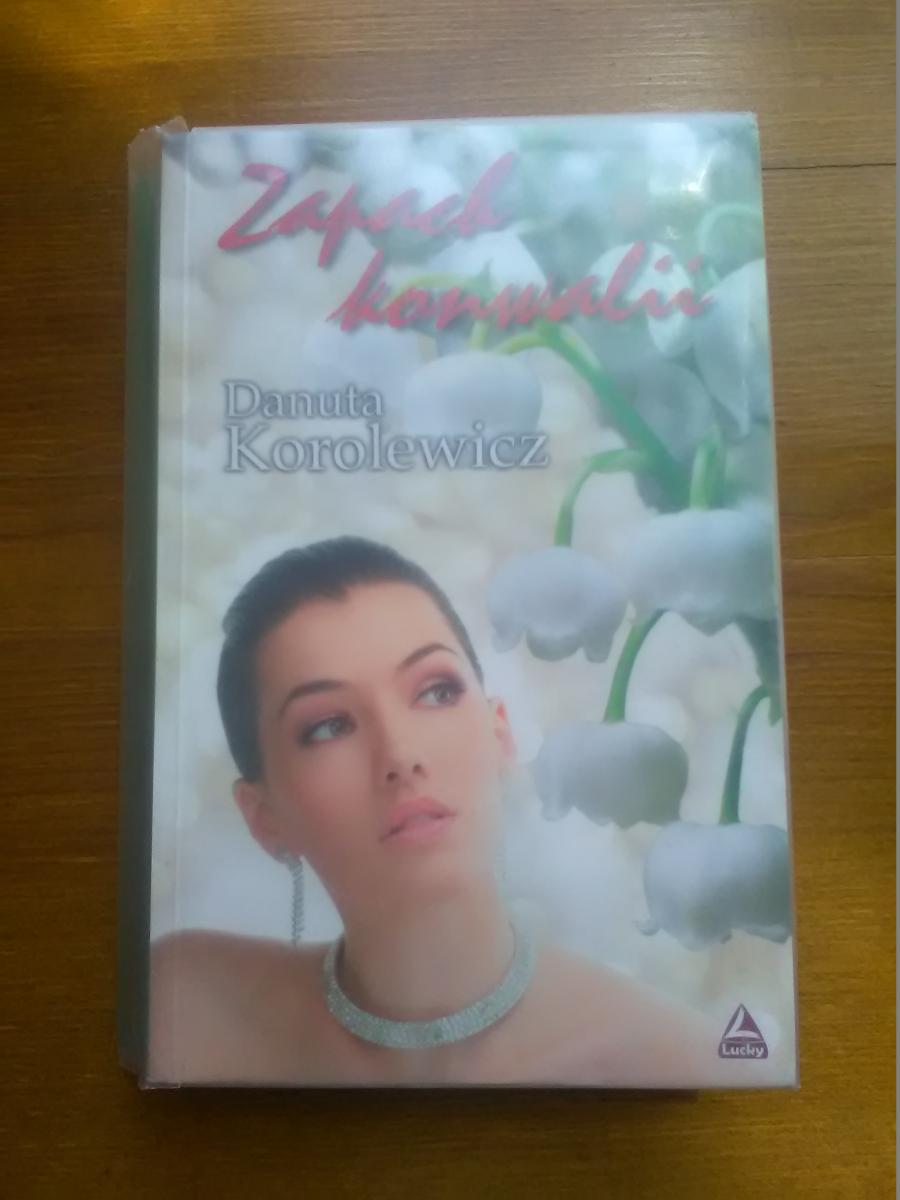 Zapach
konwalii
Danuta
Korolewicz
Lucky